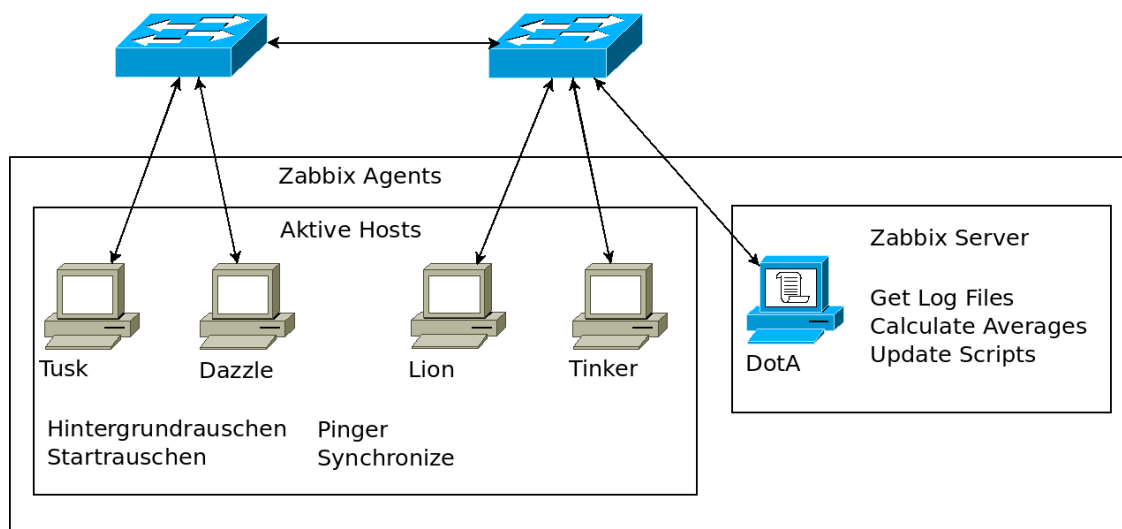 Zabbix Agents
Aktive Hosts
Tusk
Dazzle
Lion
Tinker
Hintergrundrauschen
Startrauschen
Pinger
Synchronize
Zabbix Server
Get Log Files
Calculate Averages
Update Scripts
DotA